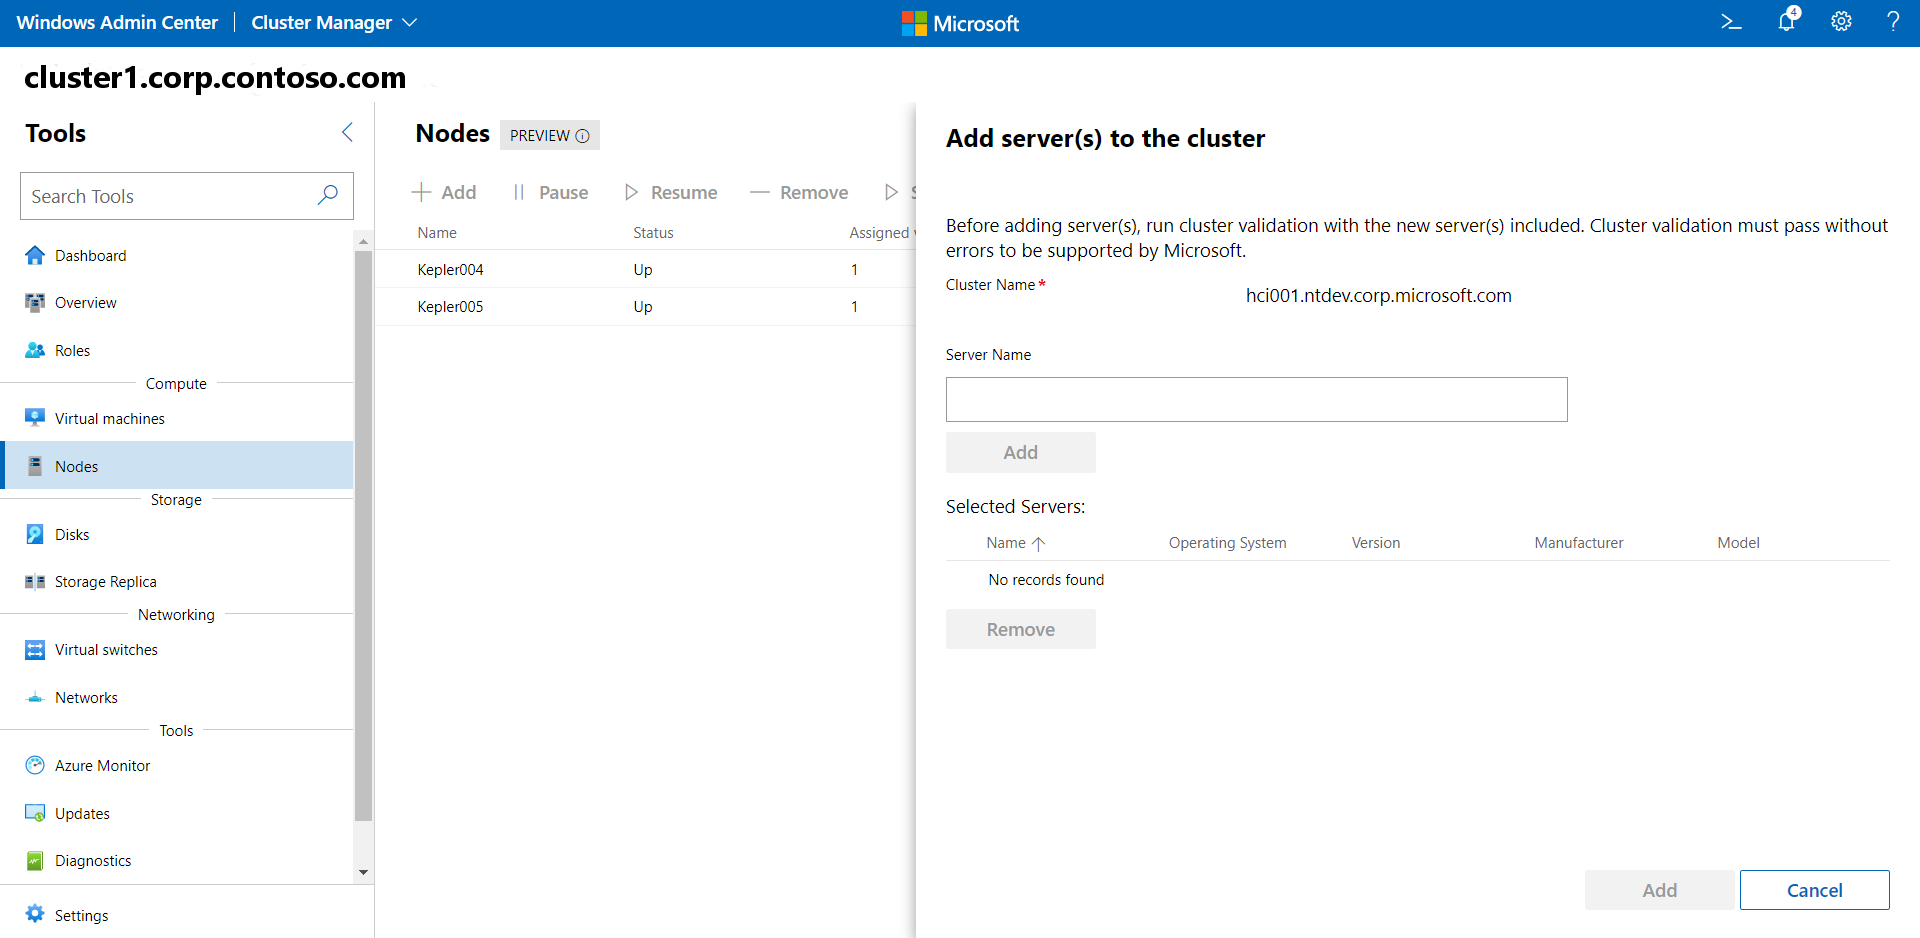 Windows Admin Center
Cluster Manager
Microsoft
4
cluster1.corp.contoso.com
Tools
Search Tools
Dashboard
Overview
Roles
Compute
Virtual machines
Nodes
Storage
Disks
Storage Replica
Networking
Virtual switches
Networks
Tools
Azure Monitor
Updates
Diagnostics
Settings
Nodes
PREVIEW
Add Pause Resume Remove
Name Status Assigned
Kepler004 Up 1
Kepler005 Up 1
Add server(s) to the cluster
Before adding server(s), run cluster validation with the new server(s) included. Cluster validation must pass without
errors to be supported by Microsoft.
Cluster Name*
hci001.ntdev.corp.microsoft.com
Server Name
Add
Selected Servers:
Name Operating System Version Manufacturer Model
No records found
Remove
Add Cancel